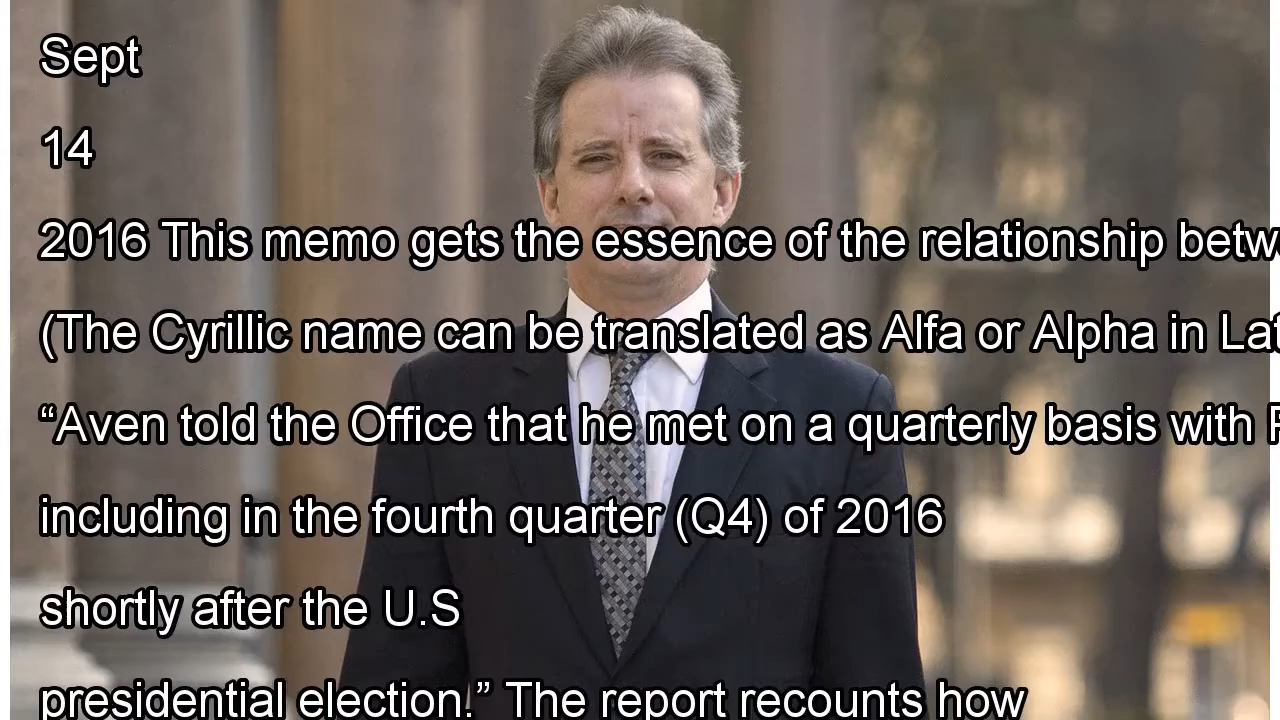 Sept
14
2016 This memo gets the essence of the relationship betw
(The Cyrillic name can be translated as Alfa or Alpha in Lat
“Aven told the Office that he met on a quarterly basis with
including in the fourth quarter (Q4) of 2016
shortly after the U.S
presidential election.” The report recounts how